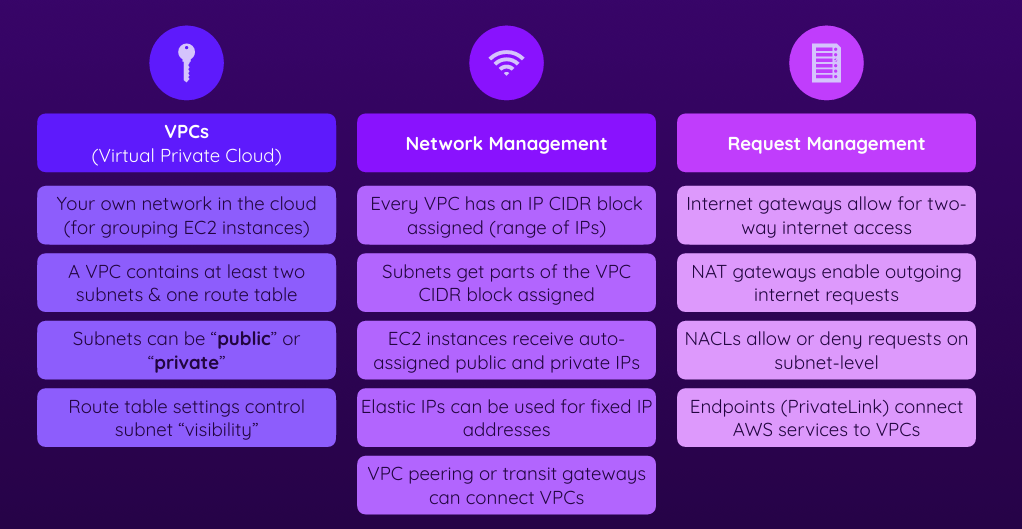 VPCs
(Virtual Private Cloud)
Your own network in the cloud
(for grouping EC2 instances)
A VPC contains at least two
subnets & one route table
Subnets can be “public” or
“private”
Route table settings control
subnet “visibility”
Network Management
Every VPC has an IP CIDR block
assigned (range of IPs)
Subnets get parts of the VPC
CIDR block assigned
EC2 instances receive auto-
assigned public and private IPs
Elastic IPs can be used for fixed IP
addresses
VPC peering or transit gateways
can connect VPCs
Request Management
Internet gateways allow for two-
way internet access
NAT gateways enable outgoing
internet requests
NACLs allow or deny requests on
subnet-level
Endpoints (PrivateLink) connect
AWS services to VPCs